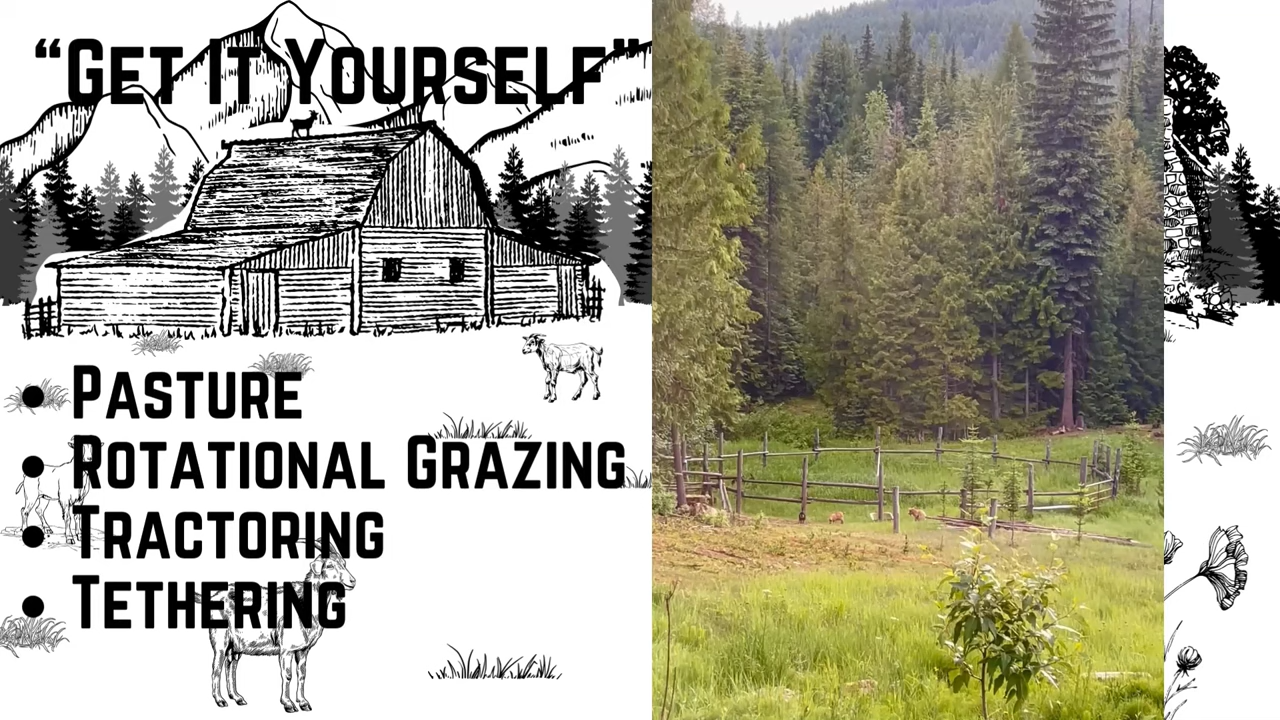 “Get It Yourself”
• Pasture
• Rotational Grazing
• Tractoring
• Tethering